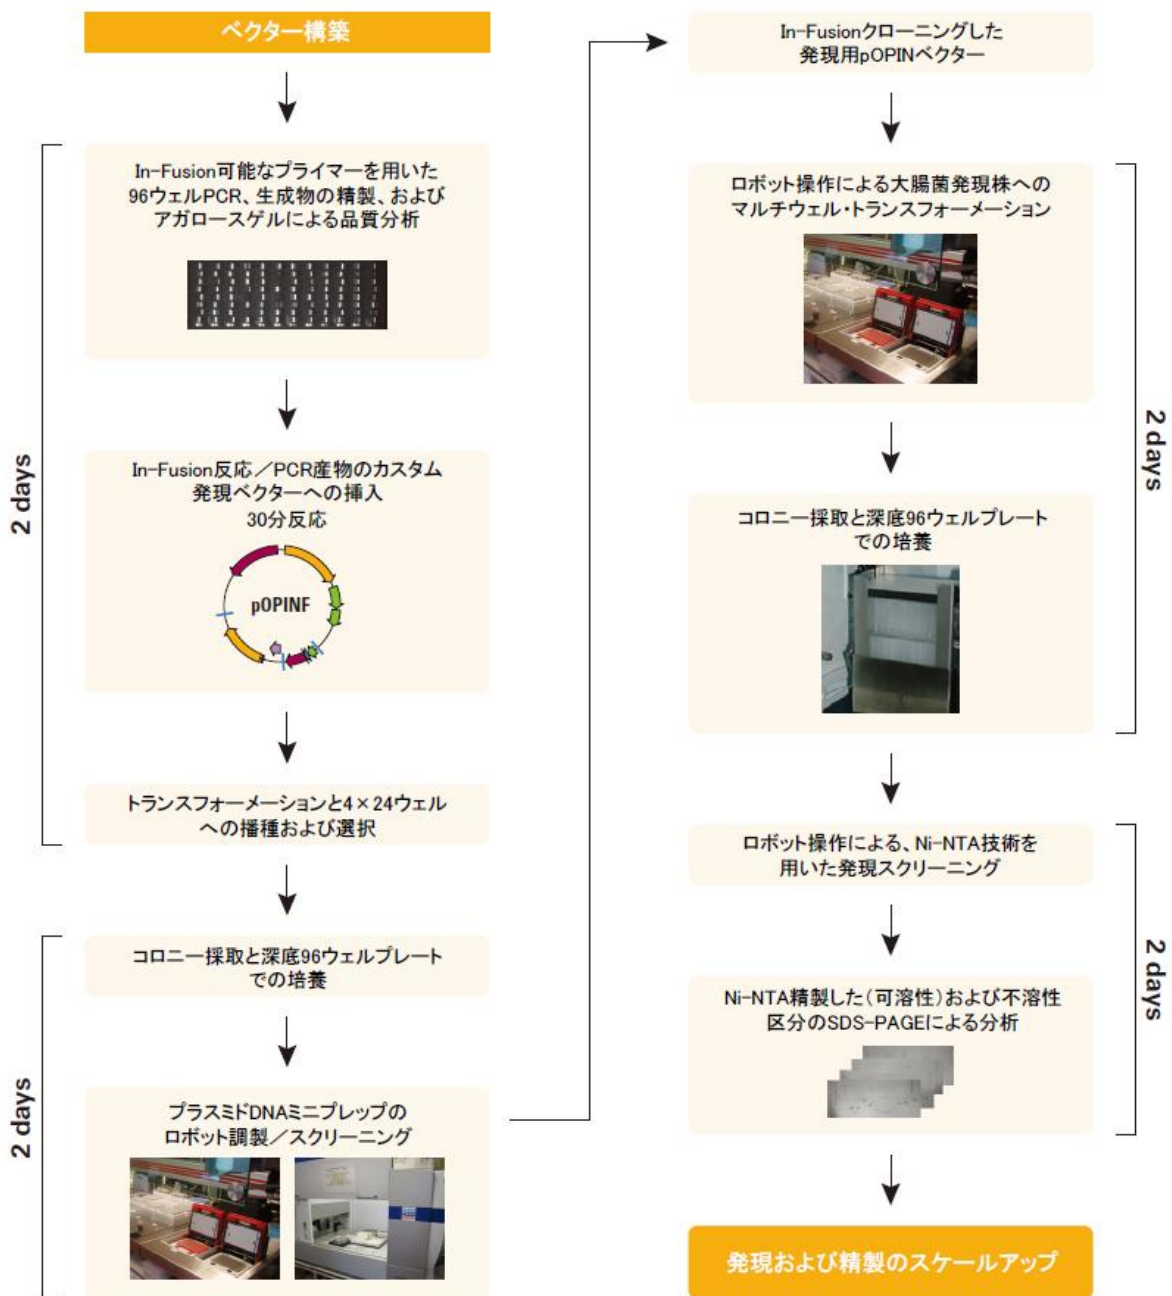 ベクター構築
In-Fusion可能なプライマーを用いた
96ウェルPCR、生成物の精製、および
アガロースゲルによる品質分析
2 days
In-Fusion反応／PCR産物のカスタム
発現ベクターへの挿入
30分反応
pOPINF
トランスフォーメーションと4×24ウェル
への播種および選択
2 days
コロニー採取と深底96ウェルプレート
での培養
プラスミドDNAミニプレップの
ロボット調製／スクリーニング
In-Fusionクローニングした
発現用pOPINベクター
2 days
ロボット操作による大腸菌発現株への
マルチウェル・トランスフォーメーション
コロニー採取と深底96ウェルプレート
での培養
2 days
ロボット操作による、Ni-NTA技術を
用いた発現スクリーニング
Ni-NTA精製した（可溶性）および不溶性
区分のSDS-PAGEによる分析
発現および精製のスケールアップ